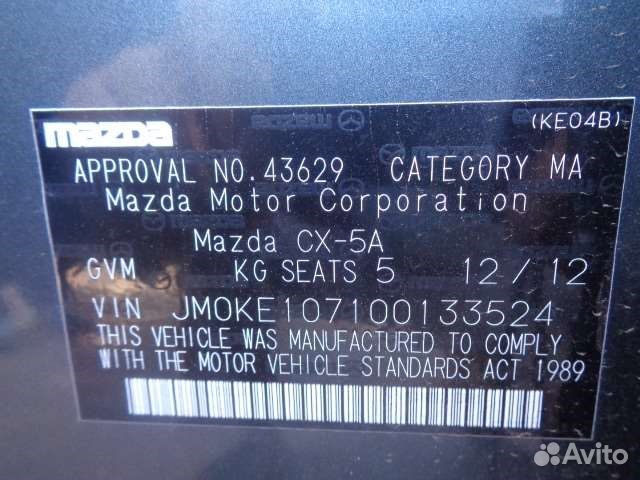 mazda
(KE04B)
APPROVAL NO.43629 CATEGORY MA
Mazda Motor Corporation
Mazda CX-5A
GVM KG SEATS 5 12/12
VIN JM0KE107100133524
THIS VEHICLE WAS MANUFACTURED TO COMPLY
WITH THE MOTOR VEHICLE STANDARDS ACT 1989
Avito